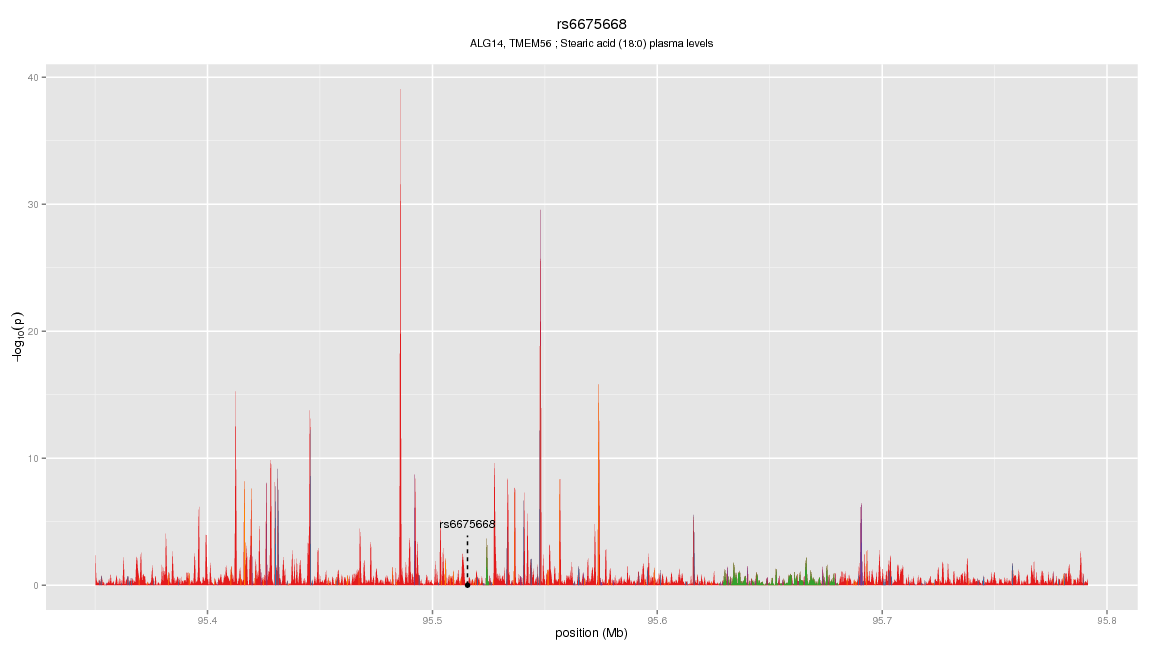 rs6675668
ALG14, TMEM56 ; Stearic acid (18:0) plasma levels
40
30
20
10
0
−log10(p)
rs6675668
95.4
95.5
95.6
95.7
95.8
position (Mb)